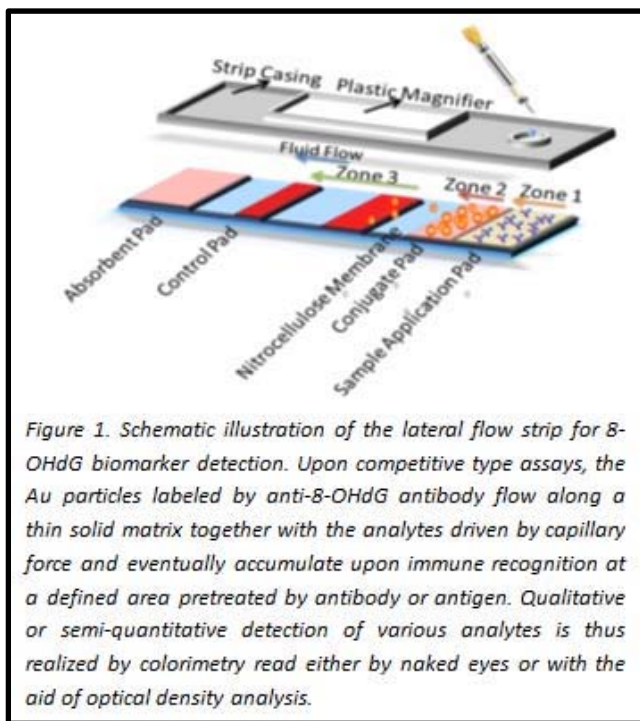 Strip Casing
Plastic Magnifier
Fluid Flow
Zone 3
Zone 2
Zone 1
Absorbent Pad
Control Pad
Nitrocellulose Membrane
Conjugate Pad
Sample Application Pad
Figure 1. Schematic illustration of the lateral flow strip for 8-
OHdG biomarker detection. Upon competitive type assays, the
Au particles labeled by anti-8-OHdG antibody flow along a
thin solid matrix together with the analytes driven by capillary
force and eventually accumulate upon immune recognition at
a defined area pretreated by antibody or antigen. Qualitative
or semi-quantitative detection of various analytes is thus
realized by colorimetry read either by naked eyes or with the
aid of optical density analysis.